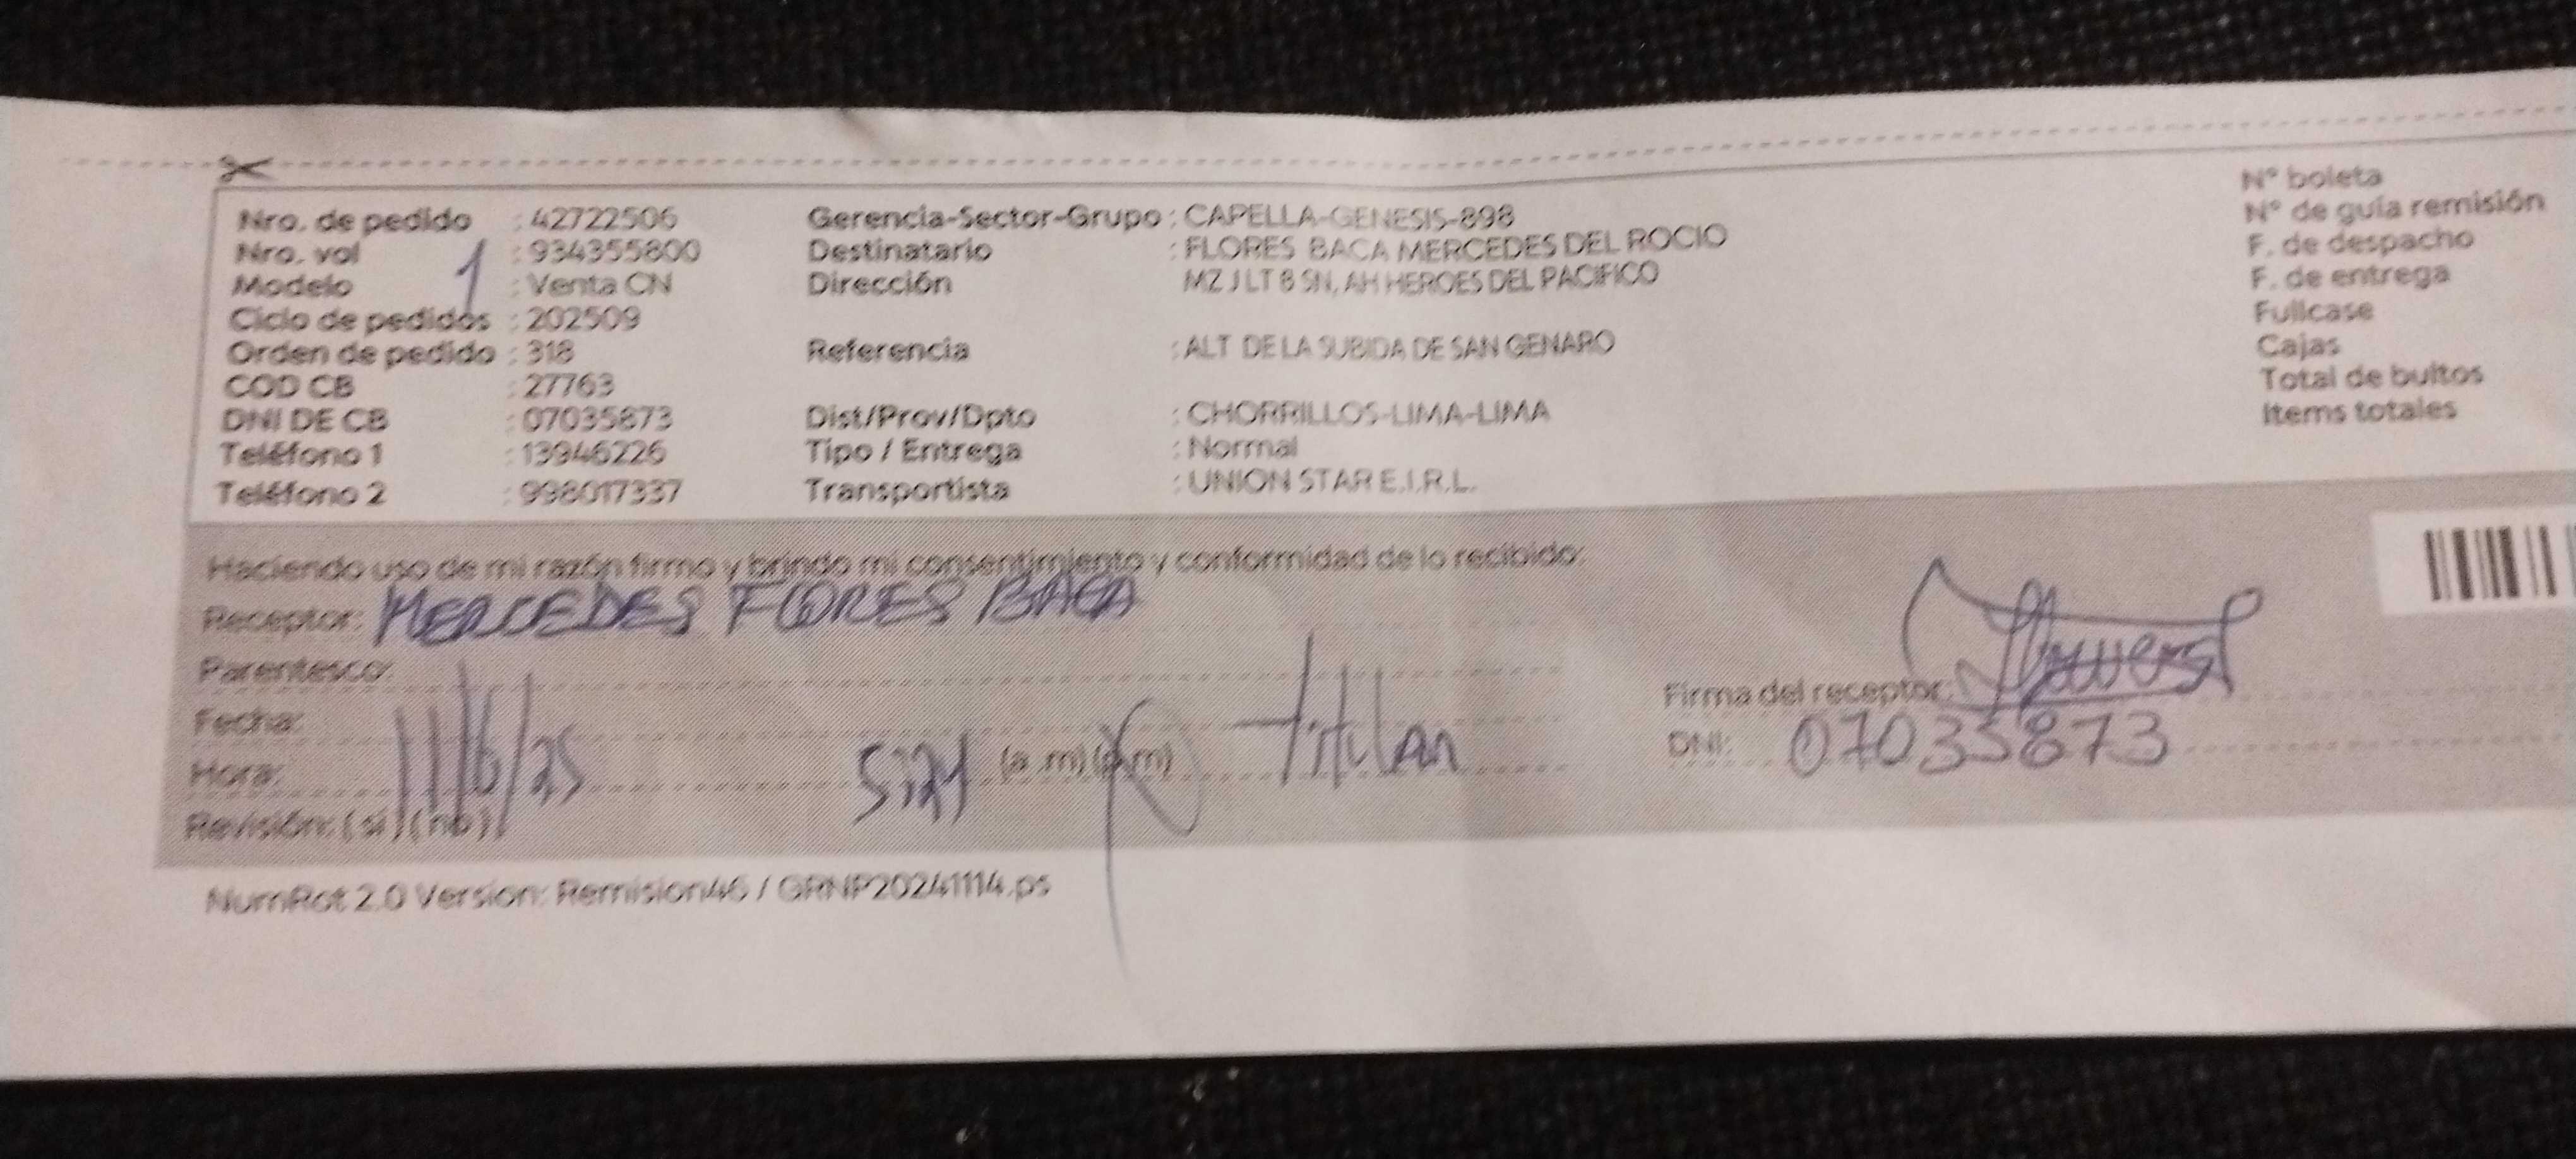 Nro. de pedido : 42722506 Gerencia-Sector-Grupo : CAPELLA-GENESIS-898 N° boleta
Nro. vol : 934355800 Destinatario : FLORES BACA MERCEDES DEL ROCIO N° de guía remisión
1
Modelo : Venta CN Dirección MZ J LT 8 SN, AH HEROES DEL PACIFICO F. de despacho
Ciclo de pedidos : 202509 F. de entrega
Orden de pedido : 318 Referencia : ALT DE LA SUBIDA DE SAN GENARO Fullcase
COD CB : 27763 Cajas
DNI DE CB : 07035873 Dist/Prov/Dpto : CHORRILLOS-LIMA-LIMA Total de bultos
Teléfono 1 : 13946226 Tipo / Entrega : Normal Items totales
Teléfono 2 : 998017337 Transportista : UNION STAR E.I.R.L.
Haciendo uso de mi razón firmo y brindo mi consentimiento y conformidad de lo recibido:
Receptor: MERCEDES FLORES BACA
Parentesco:
Firma del receptor:
Fecha: 11/6/25
Hora: 5:24 (a.m)(p.m) titular DNI: 07035873
Revisión: (si) (no)
NumRot 2.0 Version: Remision46 / GRNP20241114.ps